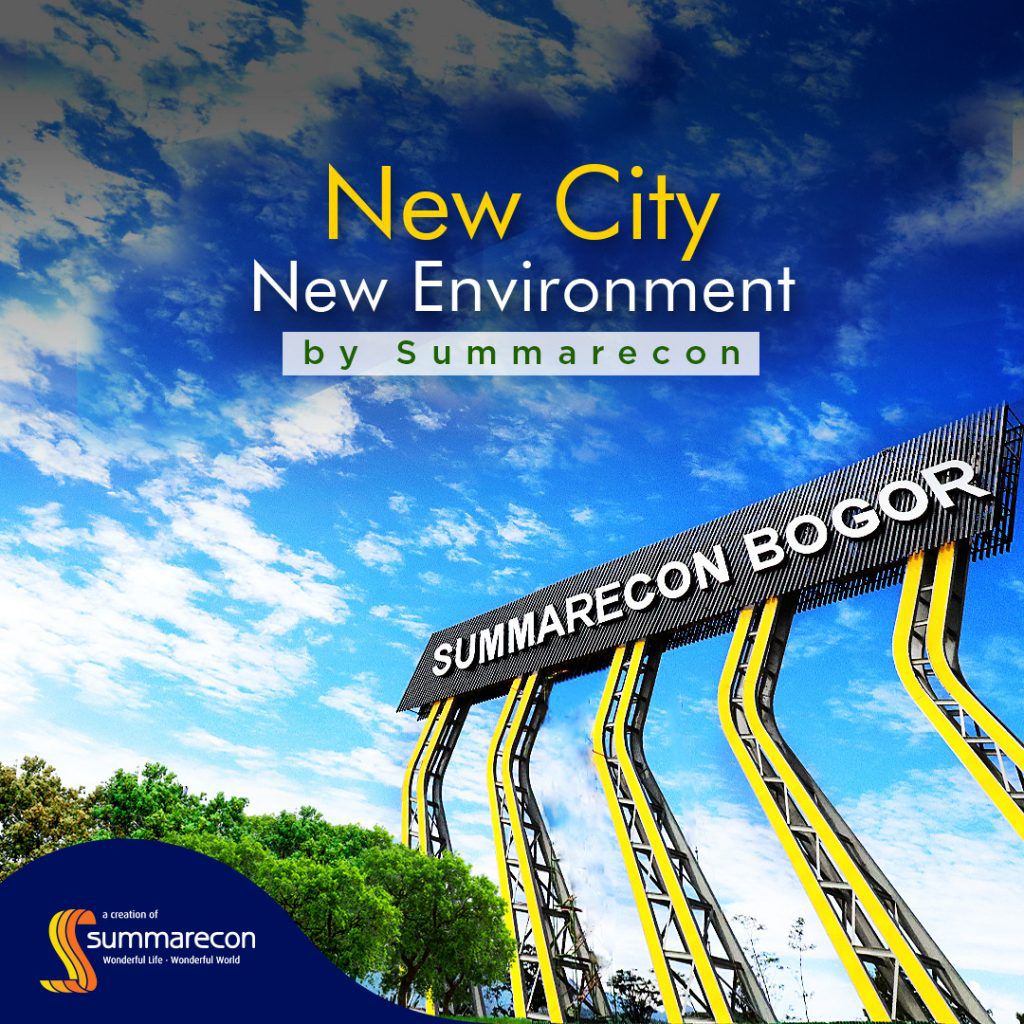 New City
New Environment
by Summarecon
SUMMARECON BOGOR
a creation of
summarecon
Wonderful Life · Wonderful World